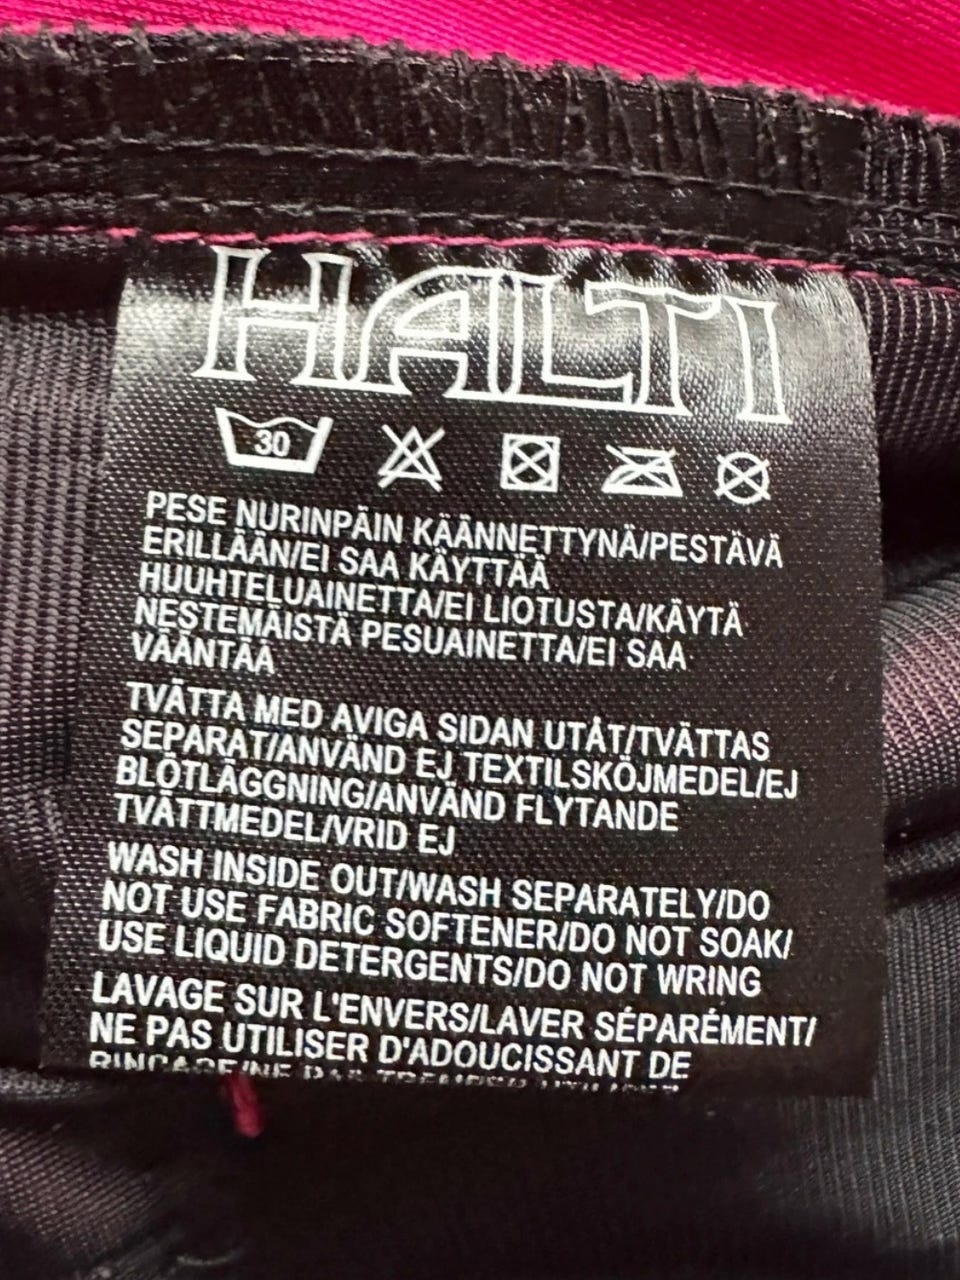 HALTI
30
PESE NURINPÄIN KÄÄNNETTYNÄ/PESTÄVÄ
ERILLÄÄN/EI SAA KÄYTTÄÄ
HUUHTELUAINETTA/EI LIOTUSTA/KÄYTÄ
NESTEMÄISTÄ PESUAINETTA/EI SAA
VÄÄNTÄÄ
TVÄTTA MED AVIGA SIDAN UTÅT/TVÄTTAS
SEPARAT/ANVÄND EJ TEXTILSKÖJMEDEL/EJ
BLÖTLÄGGNING/ANVÄND FLYTANDE
TVÄTTMEDEL/VRID EJ
WASH INSIDE OUT/WASH SEPARATELY/DO
NOT USE FABRIC SOFTENER/DO NOT SOAK/
USE LIQUID DETERGENTS/DO NOT WRING
LAVAGE SUR L'ENVERS/LAVER SÉPARÉMENT/
NE PAS UTILISER D'ADOUCISSANT DE